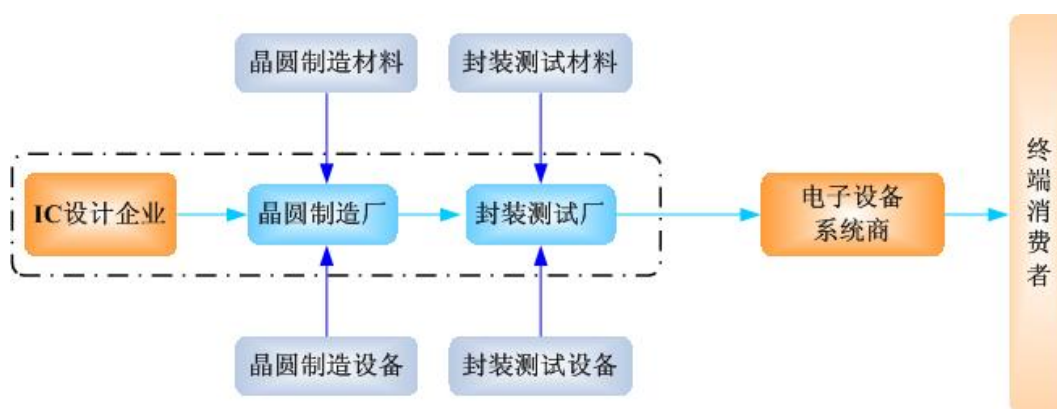 晶圆制造材料
封装测试材料
IC设计企业
晶圆制造厂
封装测试厂
电子设备
系统商
终
端
消
费
者
晶圆制造设备
封装测试设备